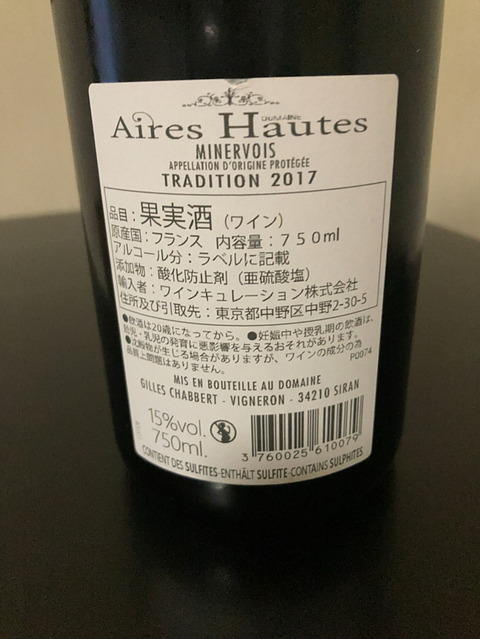 DOMAINE
Aires Hautes
MINERVOIS
APPELLATION D'ORIGINE PROTÉGÉE
TRADITION 2017
品目：果実酒（ワイン）
原産国：フランス 内容量：７５０ml
アルコール分：ラベルに記載
添加物：酸化防止剤（亜硫酸塩）
輸入者：ワインキュレーション株式会社
住所及び引取先：東京都中野区中野2-30-5
●飲酒は20歳になってから。●妊娠中や授乳期の飲酒は、
胎児・乳児の発育に悪影響を与えるおそれがあります。
●沈殿物が生じる場合がありますが、ワインの成分の為
品質上問題はありません。
P0074
MIS EN BOUTEILLE AU DOMAINE
GILLES CHABBERT - VIGNERON - 34210 SIRAN
15%vol.
750ml.
3 760025 610079
CONTIENT DES SULFITES-ENTHÄLT SULFITE-CONTAINS SULPHITES